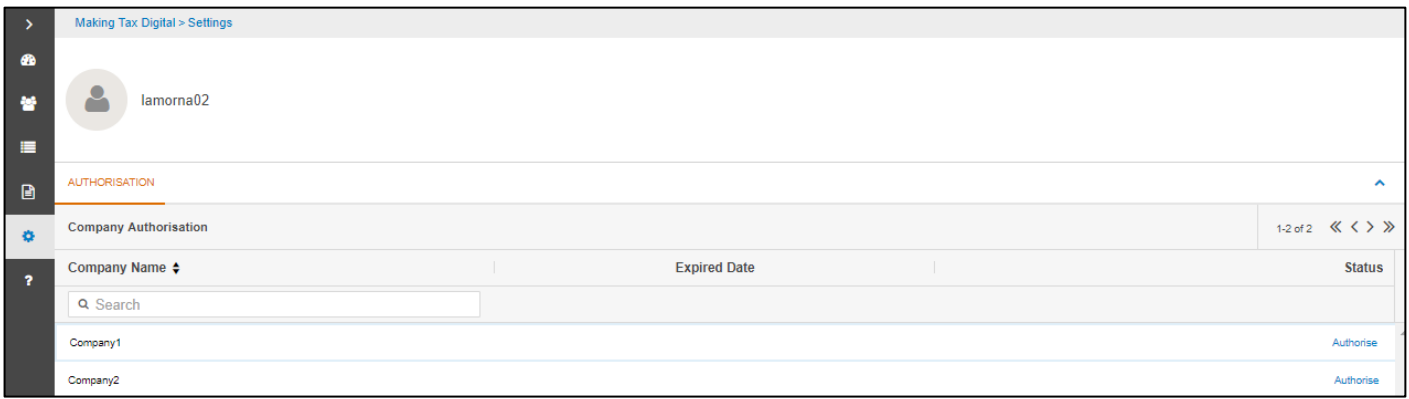 Making Tax Digital > Settings
lamorna02
AUTHORISATION
Company Authorisation 1-2 of 2
Company Name Expired Date Status
Search
Company1 Authorise
Company2 Authorise
?